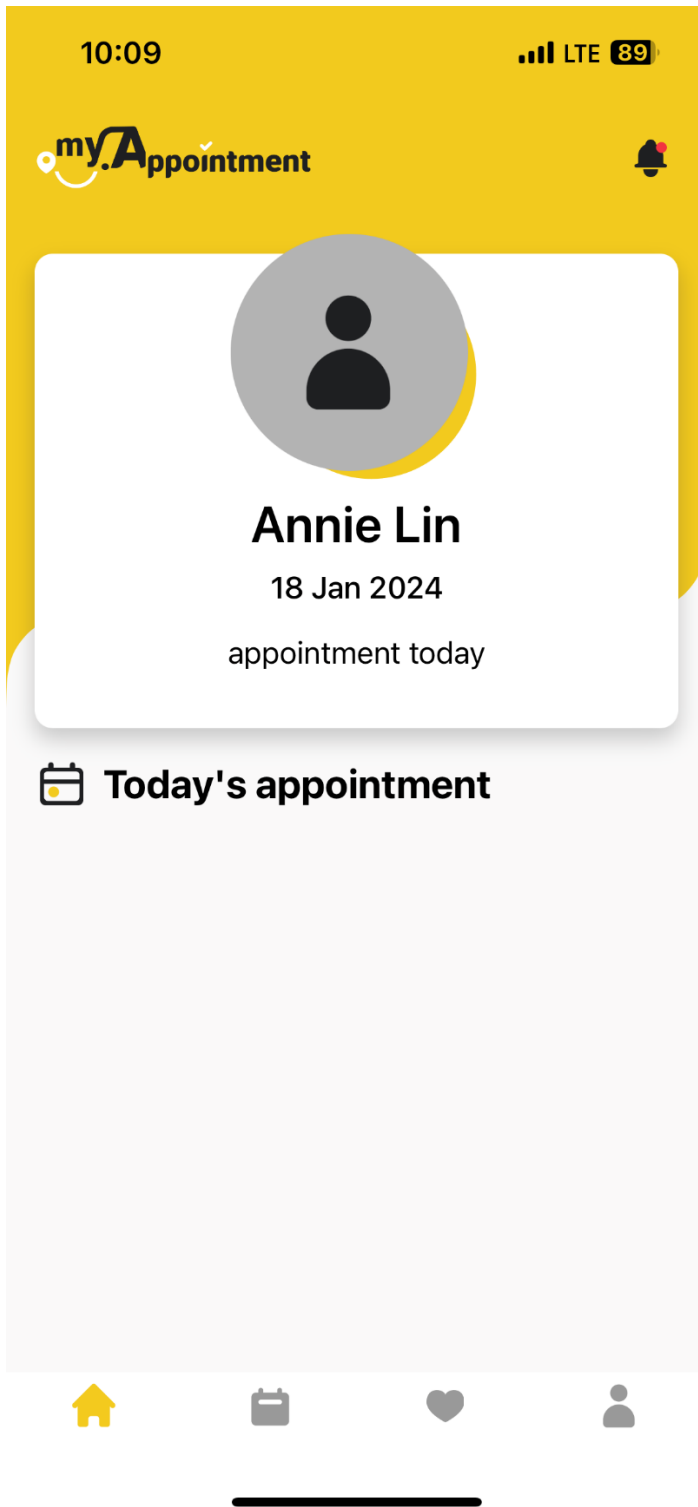 10:09 LTE 89
my.Appointment
Annie Lin
18 Jan 2024
appointment today
Today's appointment